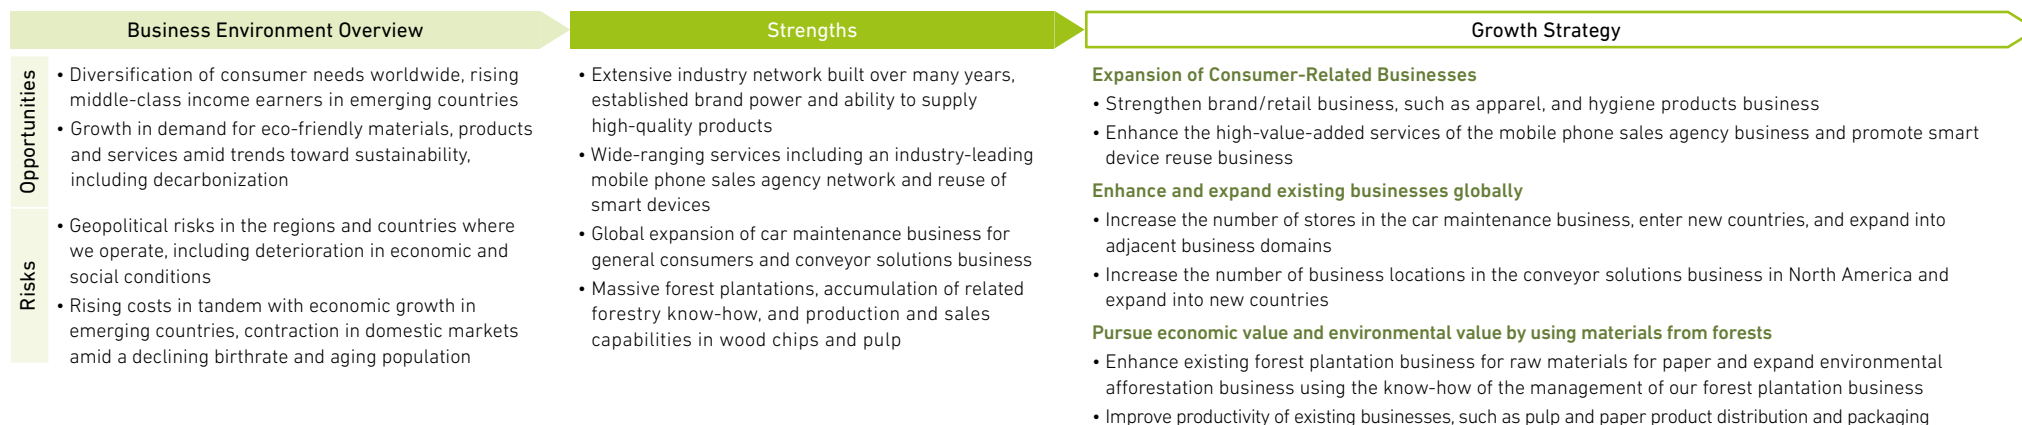 Business Environment Overview
Opportunities
• Diversification of consumer needs worldwide, rising
middle-class income earners in emerging countries
• Growth in demand for eco-friendly materials, products
and services amid trends toward sustainability,
including decarbonization
Risks
• Geopolitical risks in the regions and countries where
we operate, including deterioration in economic and
social conditions
• Rising costs in tandem with economic growth in
emerging countries, contraction in domestic markets
amid a declining birthrate and aging population
Strengths
• Extensive industry network built over many years,
established brand power and ability to supply
high-quality products
• Wide-ranging services including an industry-leading
mobile phone sales agency network and reuse of
smart devices
• Global expansion of car maintenance business for
general consumers and conveyor solutions business
• Massive forest plantations, accumulation of related
forestry know-how, and production and sales
capabilities in wood chips and pulp
Growth Strategy
Expansion of Consumer-Related Businesses
• Strengthen brand/retail business, such as apparel, and hygiene products business
• Enhance the high-value-added services of the mobile phone sales agency business and promote smart
device reuse business
Enhance and expand existing businesses globally
• Increase the number of stores in the car maintenance business, enter new countries, and expand into
adjacent business domains
• Increase the number of business locations in the conveyor solutions business in North America and
expand into new countries
Pursue economic value and environmental value by using materials from forests
• Enhance existing forest plantation business for raw materials for paper and expand environmental
afforestation business using the know-how of the management of our forest plantation business
• Improve productivity of existing businesses, such as pulp and paper product distribution and packaging